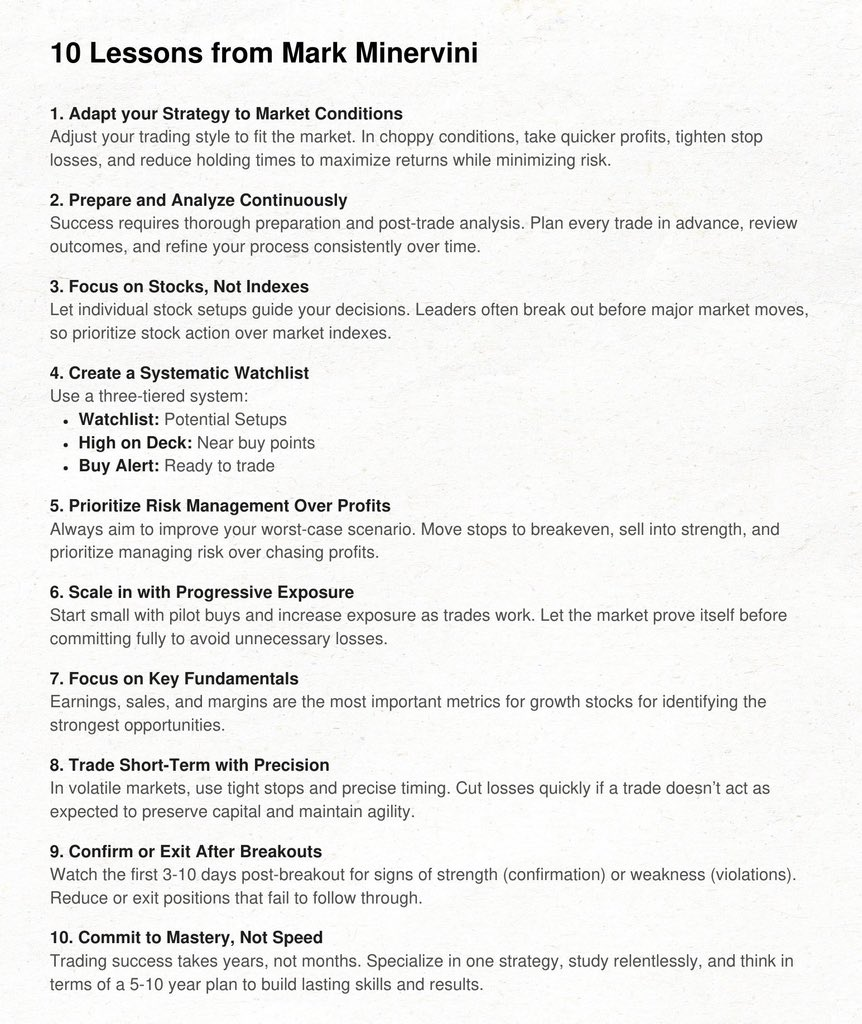 10 Lessons from Mark Minervini
1. Adapt your Strategy to Market Conditions
Adjust your trading style to fit the market. In choppy conditions, take quicker profits, tighten stop
losses, and reduce holding times to maximize returns while minimizing risk.
2. Prepare and Analyze Continuously
Success requires thorough preparation and post-trade analysis. Plan every trade in advance, review
outcomes, and refine your process consistently over time.
3. Focus on Stocks, Not Indexes
Let individual stock setups guide your decisions. Leaders often break out before major market moves,
so prioritize stock action over market indexes.
4. Create a Systematic Watchlist
Use a three-tiered system:
• Watchlist: Potential Setups
• High on Deck: Near buy points
• Buy Alert: Ready to trade
5. Prioritize Risk Management Over Profits
Always aim to improve your worst-case scenario. Move stops to breakeven, sell into strength, and
prioritize managing risk over chasing profits.
6. Scale in with Progressive Exposure
Start small with pilot buys and increase exposure as trades work. Let the market prove itself before
committing fully to avoid unnecessary losses.
7. Focus on Key Fundamentals
Earnings, sales, and margins are the most important metrics for growth stocks for identifying the
strongest opportunities.
8. Trade Short-Term with Precision
In volatile markets, use tight stops and precise timing. Cut losses quickly if a trade doesn’t act as
expected to preserve capital and maintain agility.
9. Confirm or Exit After Breakouts
Watch the first 3-10 days post-breakout for signs of strength (confirmation) or weakness (violations).
Reduce or exit positions that fail to follow through.
10. Commit to Mastery, Not Speed
Trading success takes years, not months. Specialize in one strategy, study relentlessly, and think in
terms of a 5-10 year plan to build lasting skills and results.